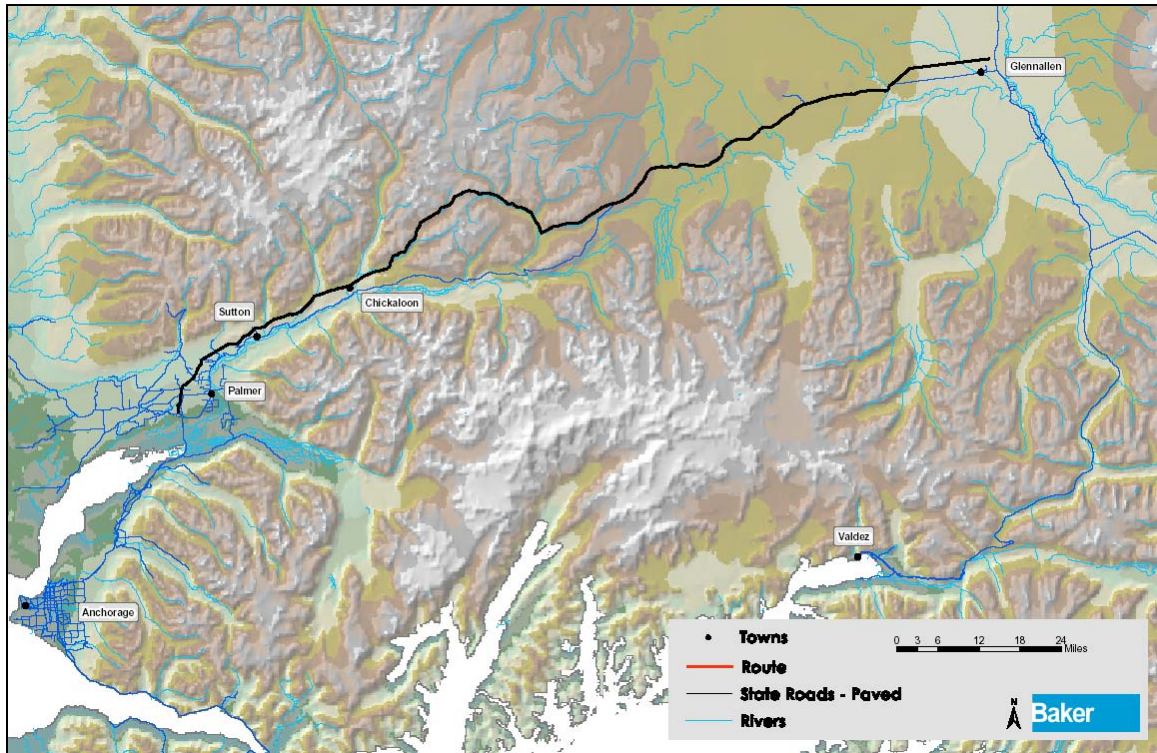 Glennallen
Chickaloon
Sutton
Palmer
Valdez
Anchorage
Towns
Route
State Roads - Paved
Rivers
0 3 6 12 18 24
Miles
N
Baker